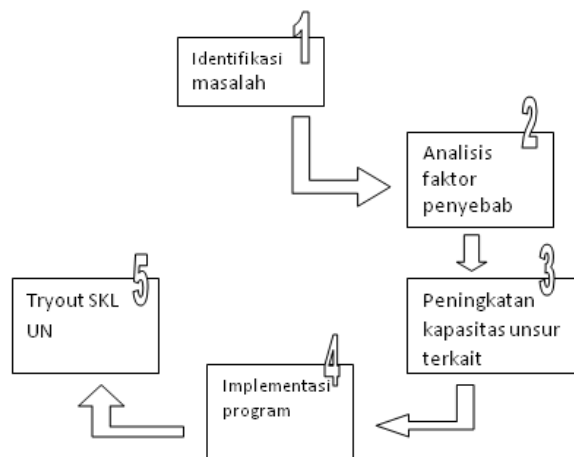 1
Identifikasi
masalah
2
Analisis
faktor
penyebab
3
Peningkatan
kapasitas unsur
terkait
4
Implementasi
program
5
Tryout SKL
UN